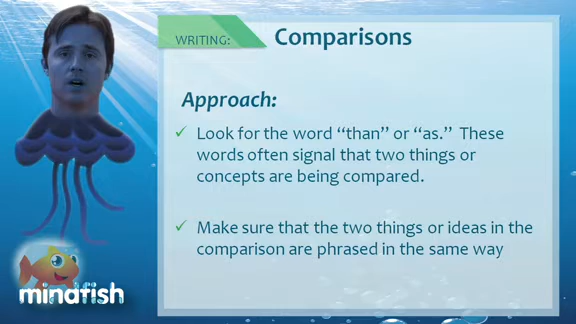 WRITING:
Comparisons
Approach:
✓ Look for the word “than” or “as.” These
words often signal that two things or
concepts are being compared.
✓ Make sure that the two things or ideas in the
comparison are phrased in the same way
mindfish